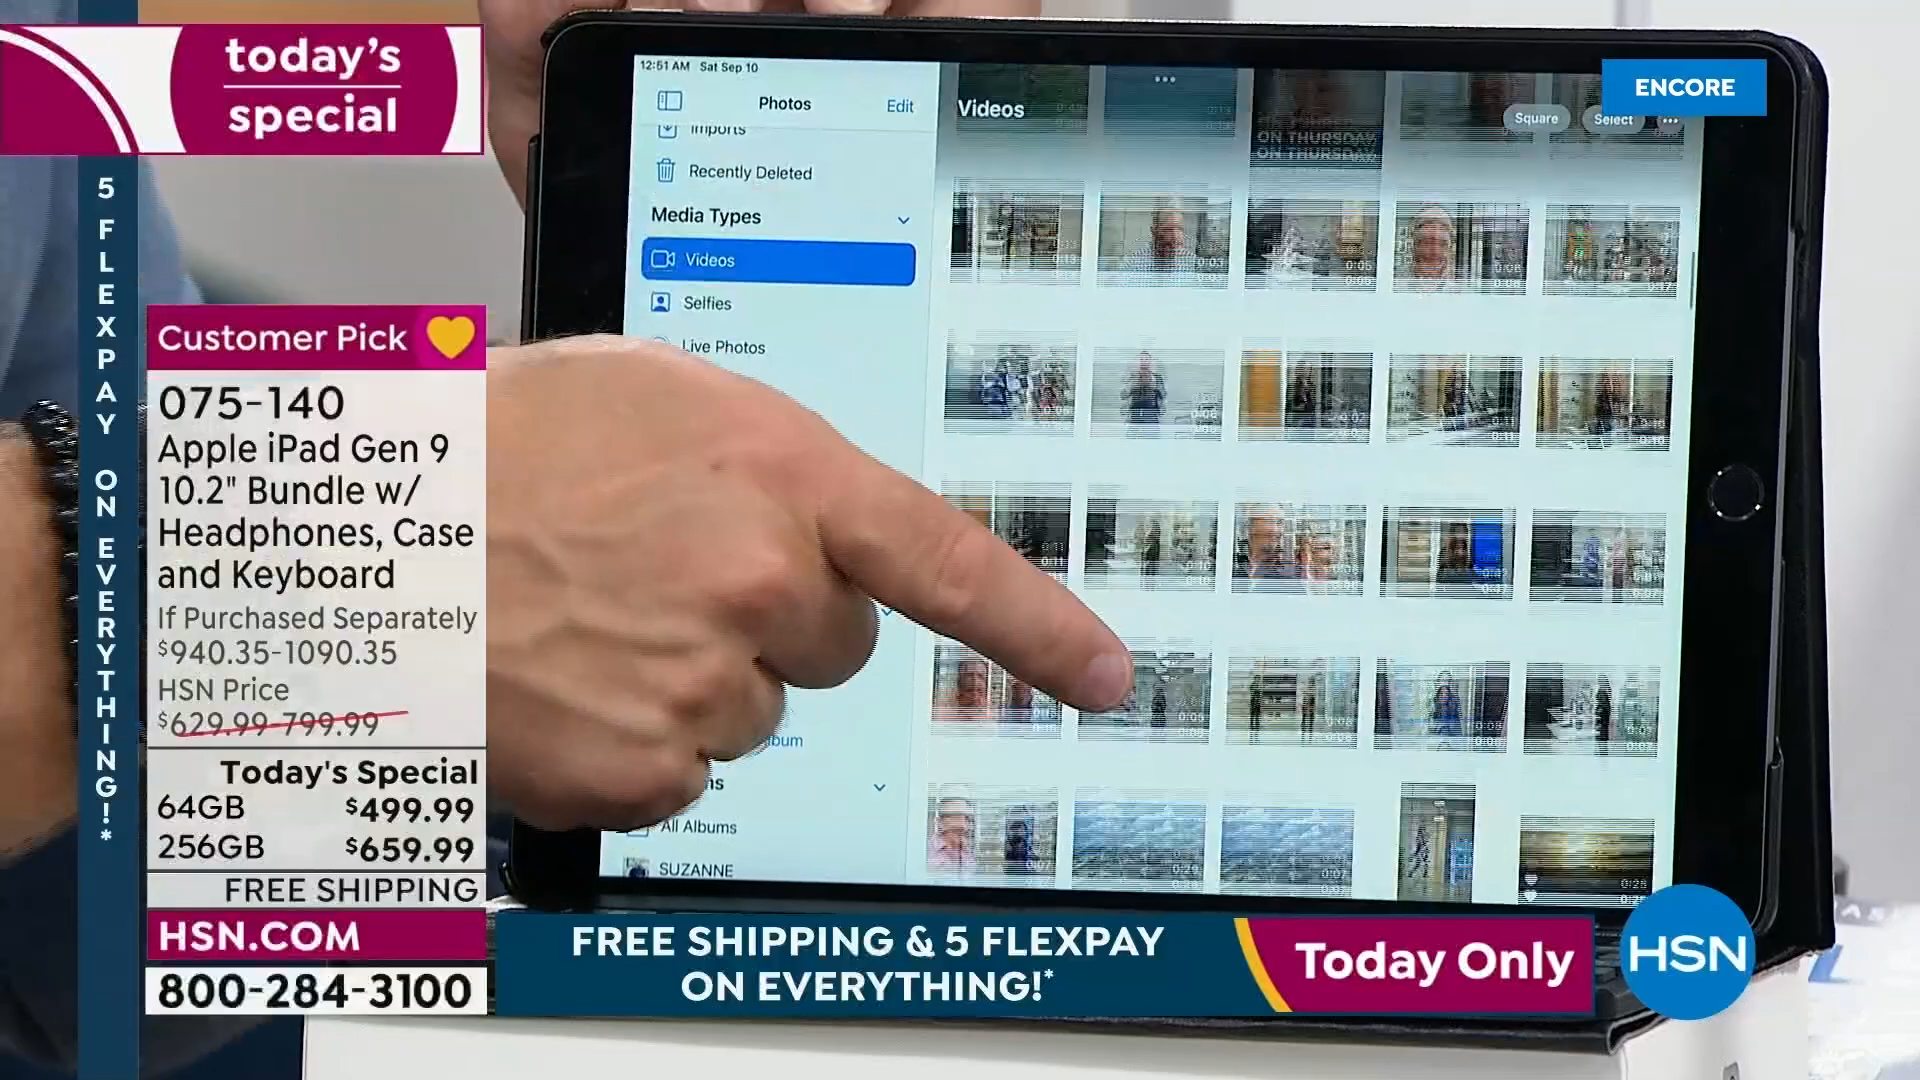 today's
special
ENCORE
5 FLEXPAY ON EVERYTHING!*
Customer Pick
075-140
Apple iPad Gen 9
10.2" Bundle w/
Headphones, Case
and Keyboard
If Purchased Separately
$940.35-1090.35
HSN Price
$629.99-799.99
Today's Special
64GB $499.99
256GB $659.99
FREE SHIPPING
HSN.COM
800-284-3100
12:51 AM Sat Sep 10
Photos
Edit
Imports
Recently Deleted
Media Types
Videos
Selfies
Live Photos
All Albums
SUZANNE
Videos
Square
Select
ON THURSDAY
ON THURSDAY
FREE SHIPPING & 5 FLEXPAY
ON EVERYTHING!*
Today Only
HSN